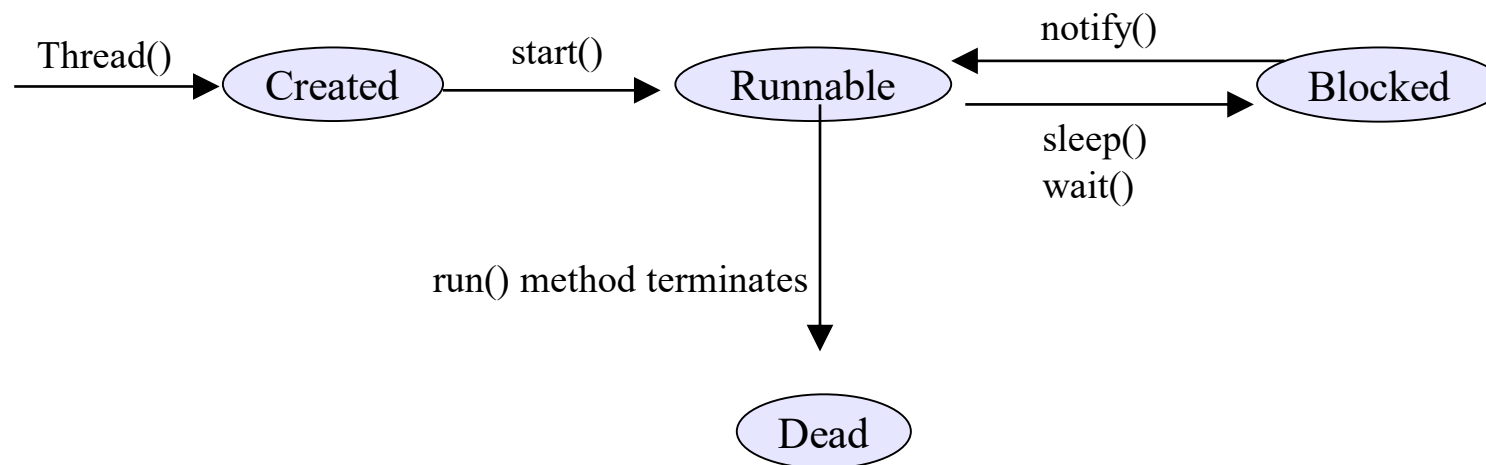 Thread()
Created
start()
Runnable
notify()
Blocked
sleep()
wait()
run() method terminates
Dead